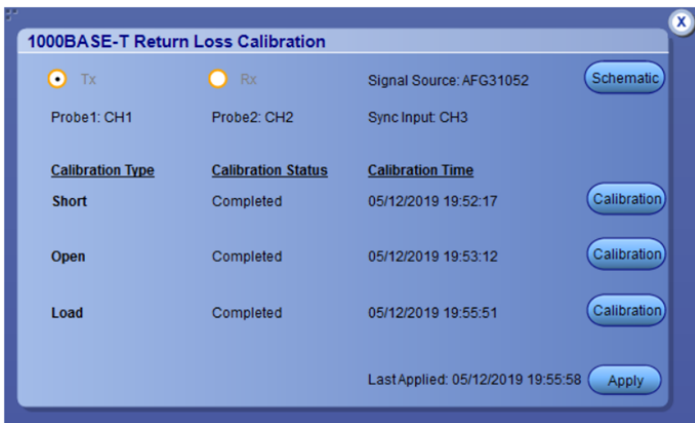 X
1000BASE-T Return Loss Calibration
Tx Rx Signal Source: AFG31052 Schematic
Probe1: CH1 Probe2: CH2 Sync Input: CH3
Calibration Type Calibration Status Calibration Time
Short Completed 05/12/2019 19:52:17 Calibration
Open Completed 05/12/2019 19:53:12 Calibration
Load Completed 05/12/2019 19:55:51 Calibration
Last Applied: 05/12/2019 19:55:58 Apply